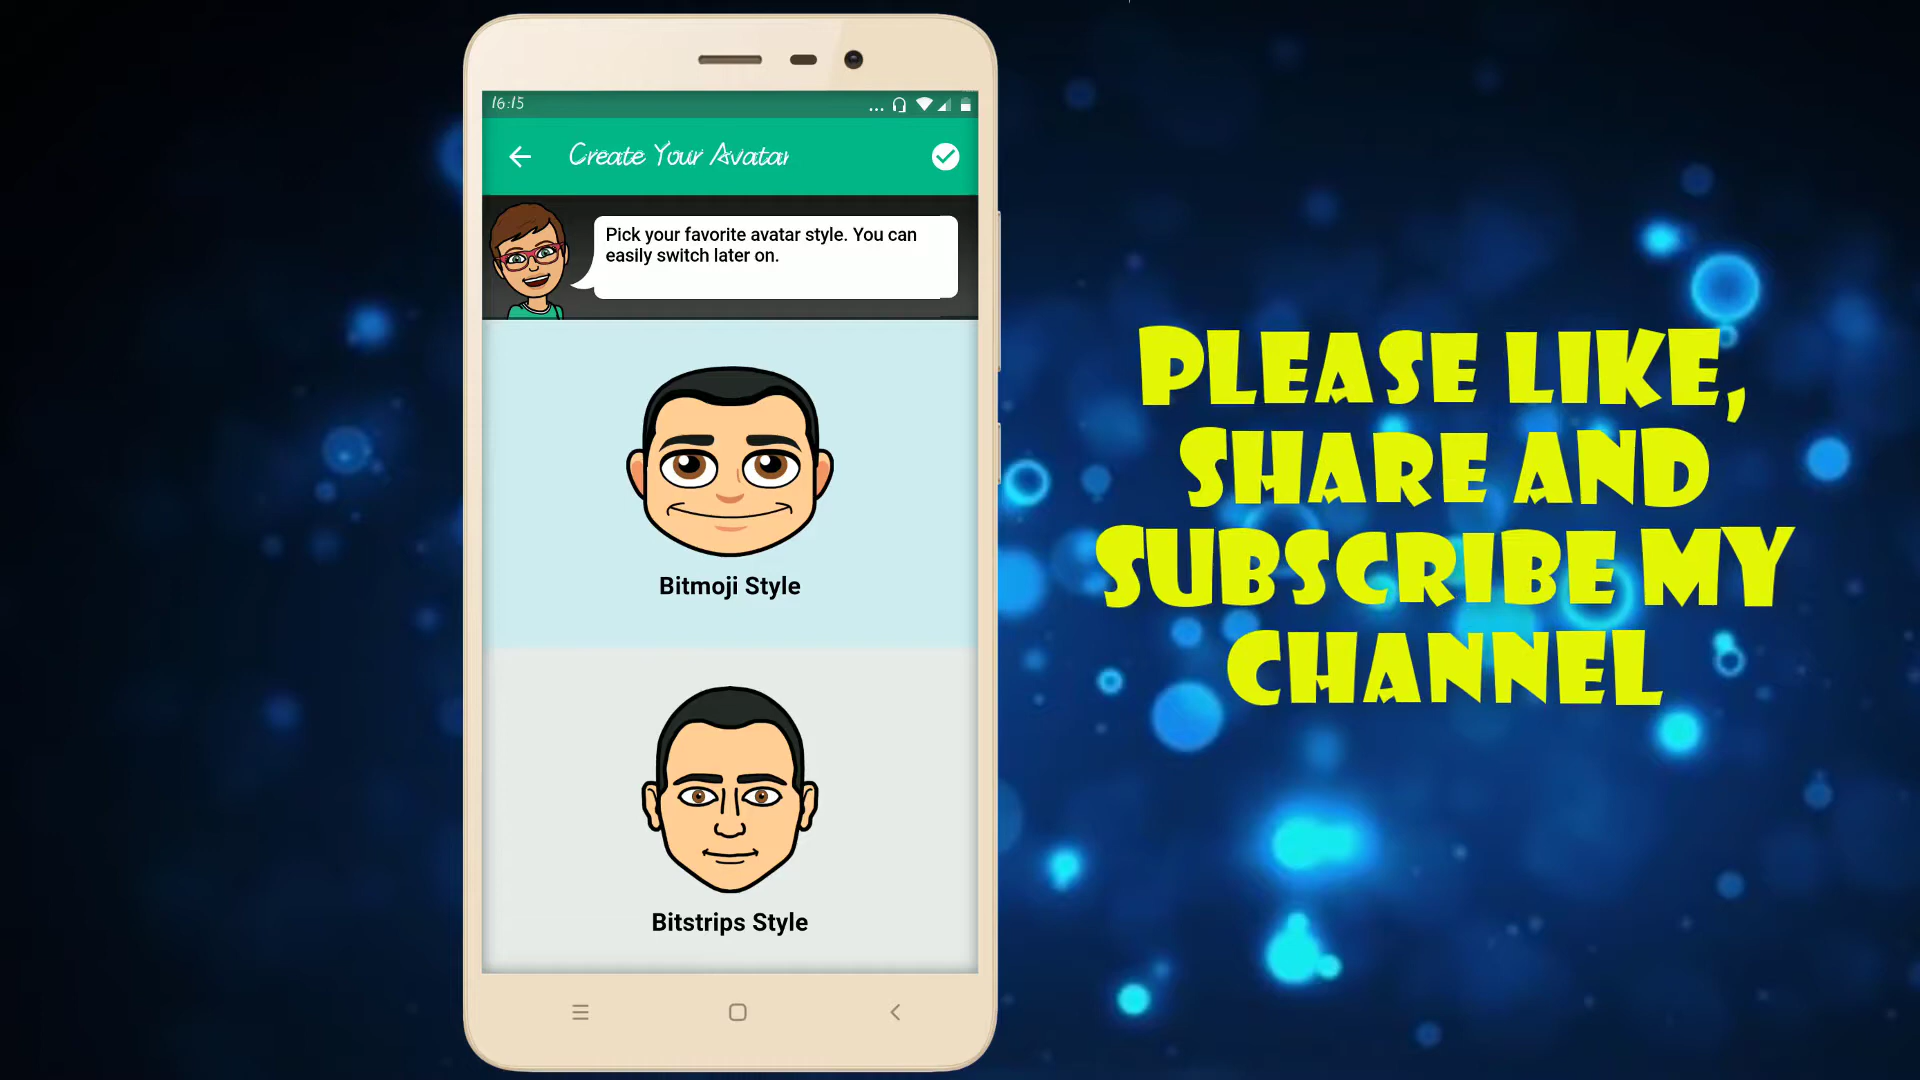 16:15
Create Your Avatar
Pick your favorite avatar style. You can
easily switch later on.
Bitmoji Style
Bitstrips Style
PLEASE LIKE,
SHARE AND
SUBSCRIBE MY
CHANNEL